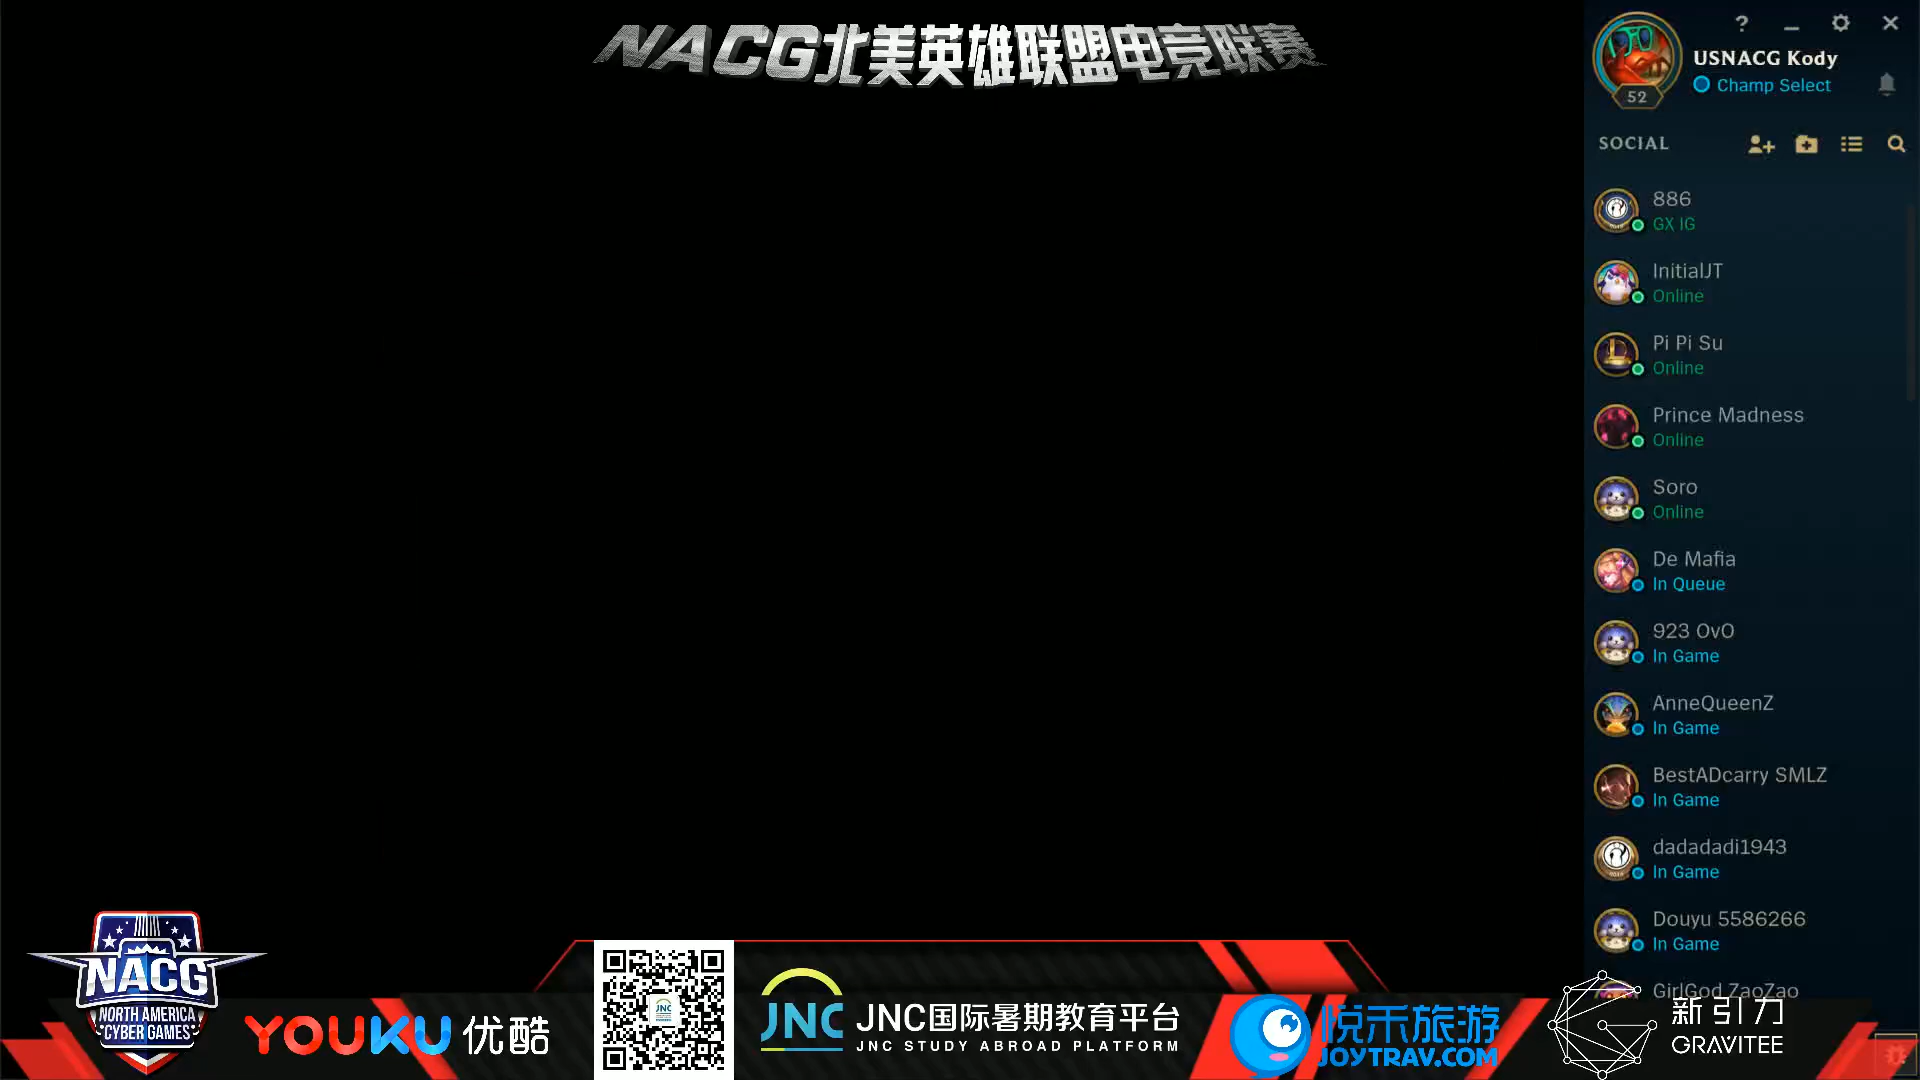 NACG北美英雄联盟电竞联赛
?
USNACG Kody
Champ Select
52
SOCIAL
886
GX IG
InitialJT
Online
Pi Pi Su
Online
Prince Madness
Online
Soro
Online
De Mafia
In Queue
923 OvO
In Game
AnneQueenZ
In Game
BestADcarry SMLZ
In Game
dadadadi1943
In Game
Douyu 5586266
In Game
GirlGod ZaoZao
NACG
NORTH AMERICA
CYBER GAMES
YOUKU 优酷
JNC
JNC
JNC国际暑期教育平台
JNC STUDY ABROAD PLATFORM
悦禾旅游
JOYTRAV.COM
新引力
GRAVITEE